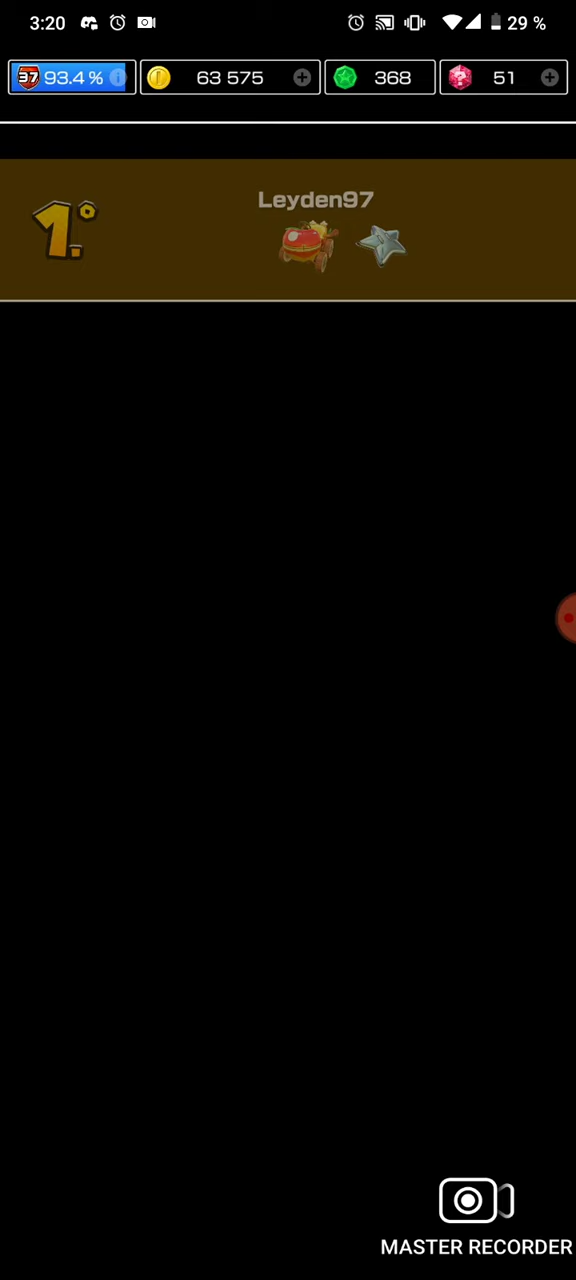 3:20 29 %
37 93.4 % i 63 575 + 368 51 +
1.º Leyden97
MASTER RECORDER